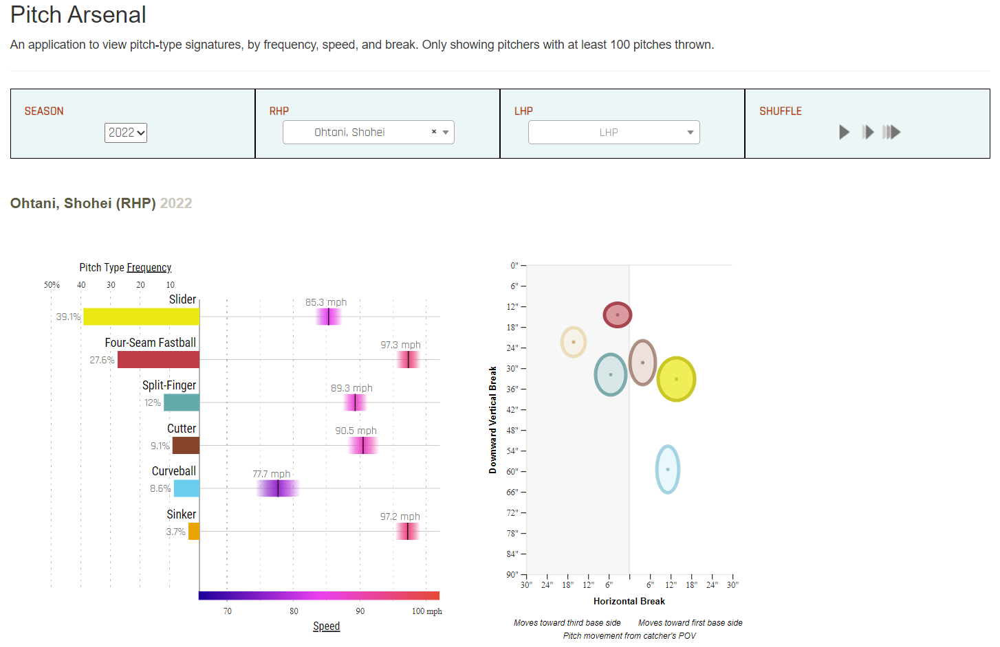 Pitch Arsenal
An application to view pitch-type signatures, by frequency, speed, and break. Only showing pitchers with at least 100 pitches thrown.
SEASON
2022
RHP
Ohtani, Shohei ×
LHP
LHP
SHUFFLE
Ohtani, Shohei (RHP) 2022
Pitch Type Frequency
50% 40 30 20 10
Slider
39.1%
85.3 mph
Four-Seam Fastball
27.6%
97.3 mph
Split-Finger
12%
89.3 mph
Cutter
9.1%
90.5 mph
Curveball
8.6%
77.7 mph
Sinker
3.7%
97.2 mph
70 80 90 100 mph
Speed
Downward Vertical Break
0"
6"
12"
18"
24"
30"
36"
42"
48"
54"
60"
66"
72"
78"
84"
90"
30" 24" 18" 12" 6" 6" 12" 18" 24" 30"
Horizontal Break
Moves toward third base side Moves toward first base side
Pitch movement from catcher's POV